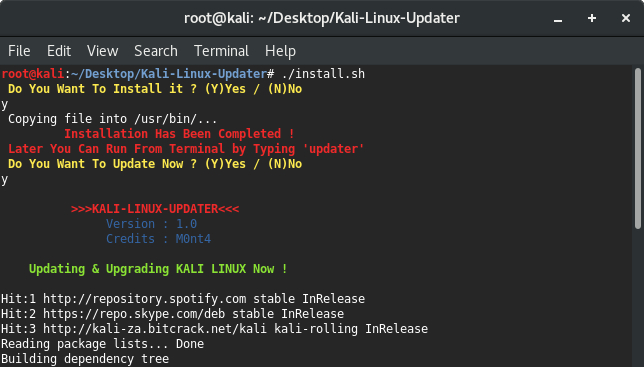 root@kali: ~/Desktop/Kali-Linux-Updater
File Edit View Search Terminal Help
root@kali:~/Desktop/Kali-Linux-Updater# ./install.sh
Do You Want To Install it ? (Y)Yes / (N)No
y
Copying file into /usr/bin/...
Installation Has Been Completed !
Later You Can Run From Terminal by Typing 'updater'
Do You Want To Update Now ? (Y)Yes / (N)No
y
>>>KALI-LINUX-UPDATER<<<
Version : 1.0
Credits : M0nt4
Updating & Upgrading KALI LINUX Now !
Hit:1 http://repository.spotify.com stable InRelease
Hit:2 https://repo.skype.com/deb stable InRelease
Hit:3 http://kali-za.bitcrack.net/kali kali-rolling InRelease
Reading package lists... Done
Building dependency tree